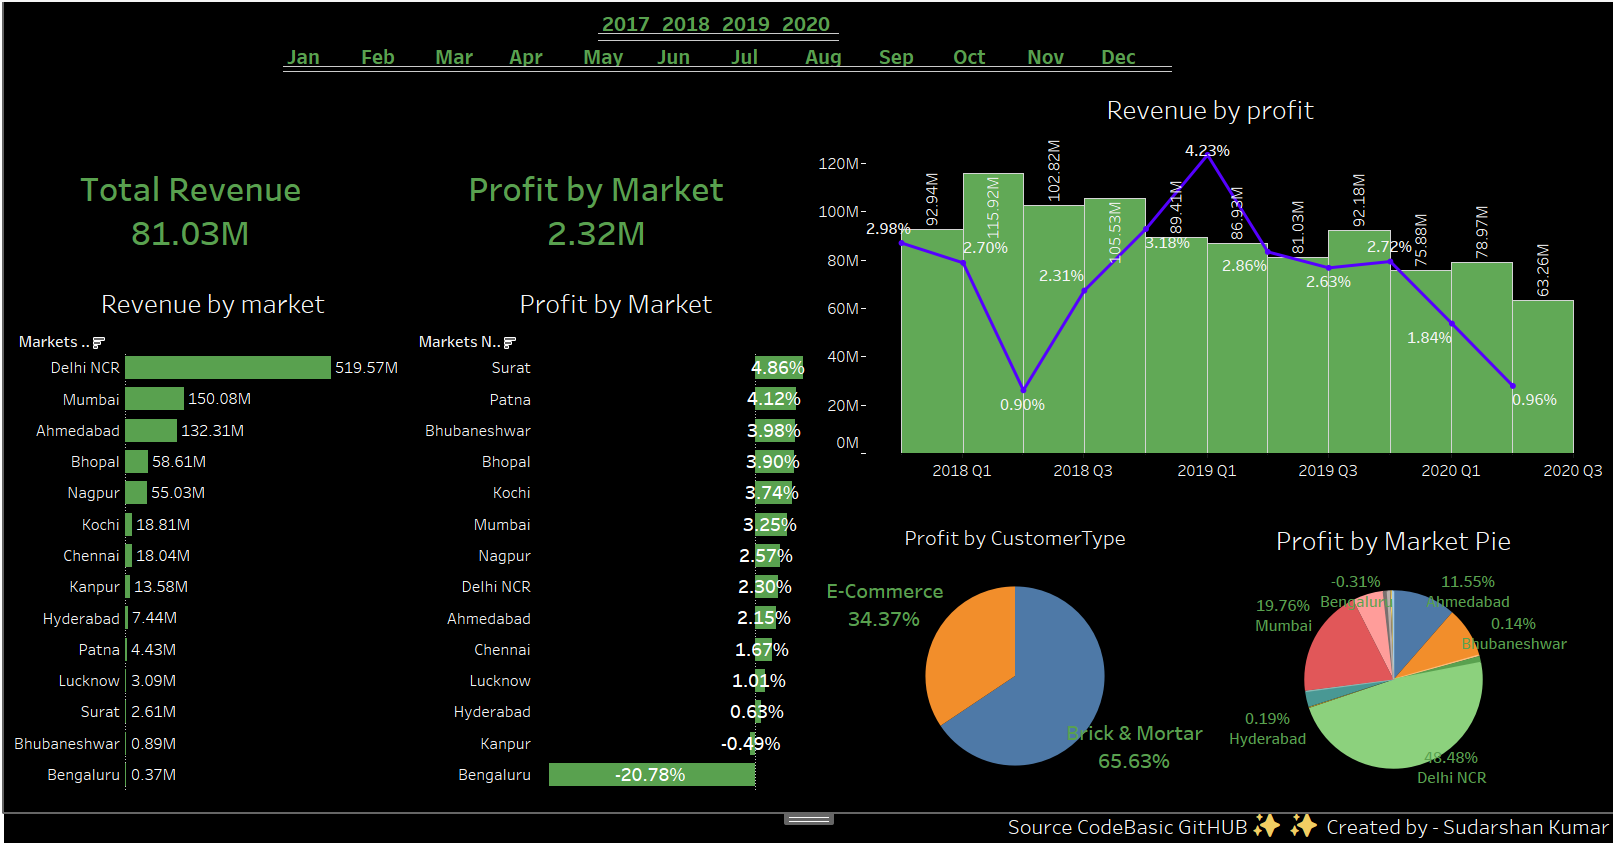 2017 2018 2019 2020
Jan Feb Mar Apr May Jun Jul Aug Sep Oct Nov Dec
Total Revenue
81.03M
Profit by Market
2.32M
Revenue by market
Markets ..
Delhi NCR 519.57M
Mumbai 150.08M
Ahmedabad 132.31M
Bhopal 58.61M
Nagpur 55.03M
Kochi 18.81M
Chennai 18.04M
Kanpur 13.58M
Hyderabad 7.44M
Patna 4.43M
Lucknow 3.09M
Surat 2.61M
Bhubaneshwar 0.89M
Bengaluru 0.37M
Profit by Market
Markets N..
Surat 4.86%
Patna 4.12%
Bhubaneshwar 3.98%
Bhopal 3.90%
Kochi 3.74%
Mumbai 3.25%
Nagpur 2.57%
Delhi NCR 2.30%
Ahmedabad 2.15%
Chennai 1.67%
Lucknow 1.01%
Hyderabad 0.63%
Kanpur -0.49%
Bengaluru -20.78%
Revenue by profit
120M
100M
80M
60M
40M
20M
0M
92.94M
115.92M
102.82M
105.53M
89.41M
86.93M
81.03M
92.18M
75.88M
78.97M
63.26M
2.98%
2.70%
0.90%
2.31%
3.18%
4.23%
2.86%
2.63%
2.72%
1.84%
0.96%
2018 Q1 2018 Q3 2019 Q1 2019 Q3 2020 Q1 2020 Q3
Profit by CustomerType
E-Commerce
34.37%
Brick & Mortar
65.63%
Profit by Market Pie
-0.31%
Bengaluru
11.55%
Ahmedabad
19.76%
Mumbai
0.14%
Bhubaneshwar
0.19%
Hyderabad
48.48%
Delhi NCR
Source CodeBasic GitHUB✨ ✨ Created by - Sudarshan Kumar